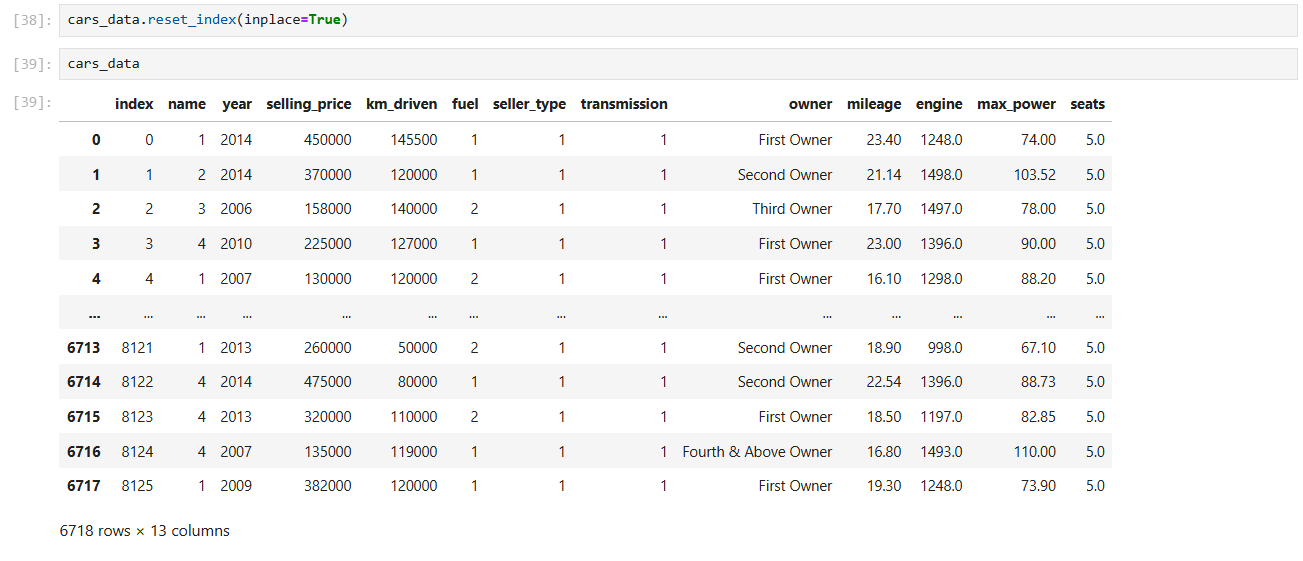 [38]: cars_data.reset_index(inplace=True)
[39]: cars_data
[39]:
index name year selling_price km_driven fuel seller_type transmission owner mileage engine max_power seats
0 0 1 2014 450000 145500 1 1 1 First Owner 23.40 1248.0 74.00 5.0
1 1 2 2014 370000 120000 1 1 1 Second Owner 21.14 1498.0 103.52 5.0
2 2 3 2006 158000 140000 2 1 1 Third Owner 17.70 1497.0 78.00 5.0
3 3 4 2010 225000 127000 1 1 1 First Owner 23.00 1396.0 90.00 5.0
4 4 1 2007 130000 120000 2 1 1 First Owner 16.10 1298.0 88.20 5.0
... ... ... ... ... ... ... ... ... ... ... ... ... ...
6713 8121 1 2013 260000 50000 2 1 1 Second Owner 18.90 998.0 67.10 5.0
6714 8122 4 2014 475000 80000 1 1 1 Second Owner 22.54 1396.0 88.73 5.0
6715 8123 4 2013 320000 110000 2 1 1 First Owner 18.50 1197.0 82.85 5.0
6716 8124 4 2007 135000 119000 1 1 1 Fourth & Above Owner 16.80 1493.0 110.00 5.0
6717 8125 1 2009 382000 120000 1 1 1 First Owner 19.30 1248.0 73.90 5.0
6718 rows × 13 columns